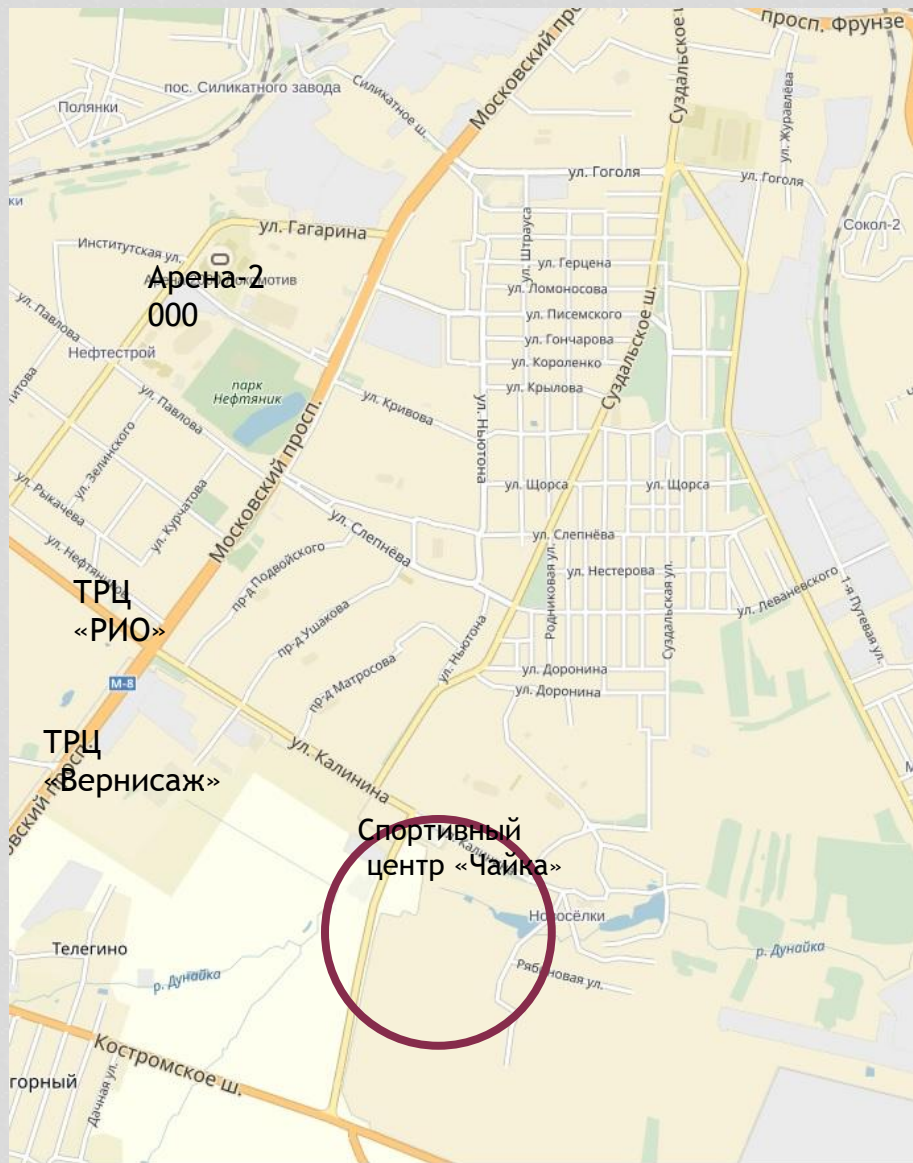 просп. Фрунзе
пос. Силикатного завода
Полянки
Силикатное ш.
Московский просп.
Суздальское ш.
ул. Журавлёва
ул. Гоголя
ул. Гоголя
ки
ул. Гагарина
ул. Штрауса
Сокол-2
Институтская ул.
ул. Герцена
Арена-2
000
ул. Ломоносова
ул. Павлова
ул. Писемского
ул. Гончарова
Нефтестрой
Суздальское ш.
ул. Короленко
парк
Нефтяник
ул. Крылова
ул. Павлова
ул. Кривова
ул. Ньютона
ул. Зелинского
Московский просп.
ул. Рыкачева
ул. Курчатова
ул. Щорса
ул. Щорса
ул. Слепнёва
ул. Слепнёва
пр-д Подвойского
ул. Нестерова
Родниковая ул.
Суздальская ул.
ул. Леваневского
1-я Путевая ул.
ТРЦ
«РИО»
пр-д Ушакова
ул. Ньютона
пр-д Матросова
ул. Доронина
М-8
ул. Доронина
ТРЦ
«Вернисаж»
ул. Калинина
Спортивный
центр «Чайка»
Новосёлки
Телегино
р. Дунайка
р. Дунайка
Рябиновая ул.
Костромское ш.
горный
Дачная ул.